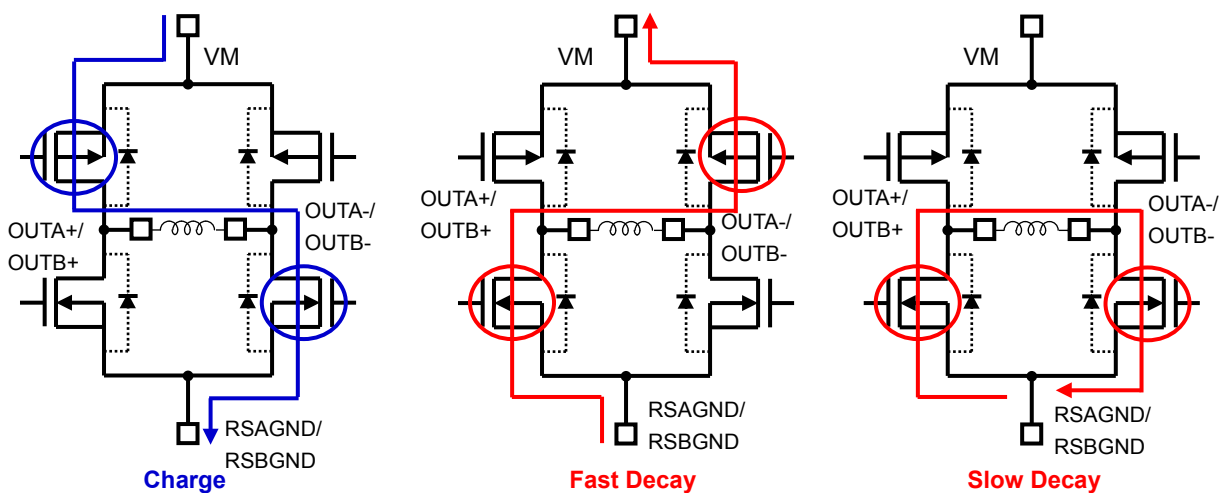 VM
OUTA+/
OUTB+
OUTA-/
OUTB-
RSAGND/
RSBGND
Charge
VM
OUTA+/
OUTB+
OUTA-/
OUTB-
RSAGND/
RSBGND
Fast Decay
VM
OUTA+/
OUTB+
OUTA-/
OUTB-
RSAGND/
RSBGND
Slow Decay